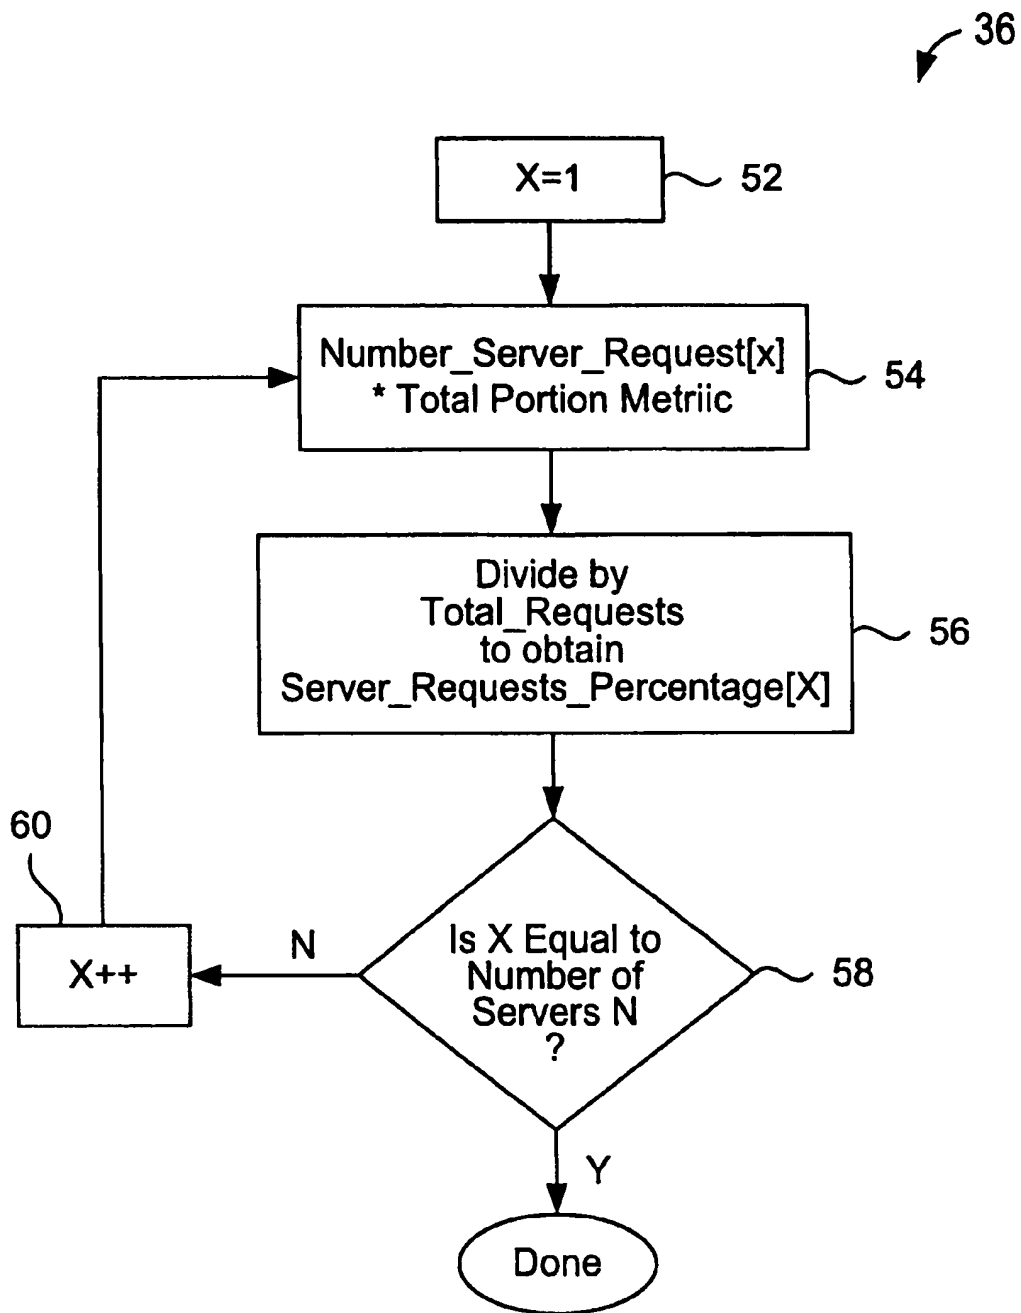 36
X=1
52
Number_Server_Request[x]
* Total Portion Metriic
54
Divide by
Total_Requests
to obtain
Server_Requests_Percentage[X]
56
60
X++
N
Is X Equal to
Number of
Servers N
?
58
Y
Done